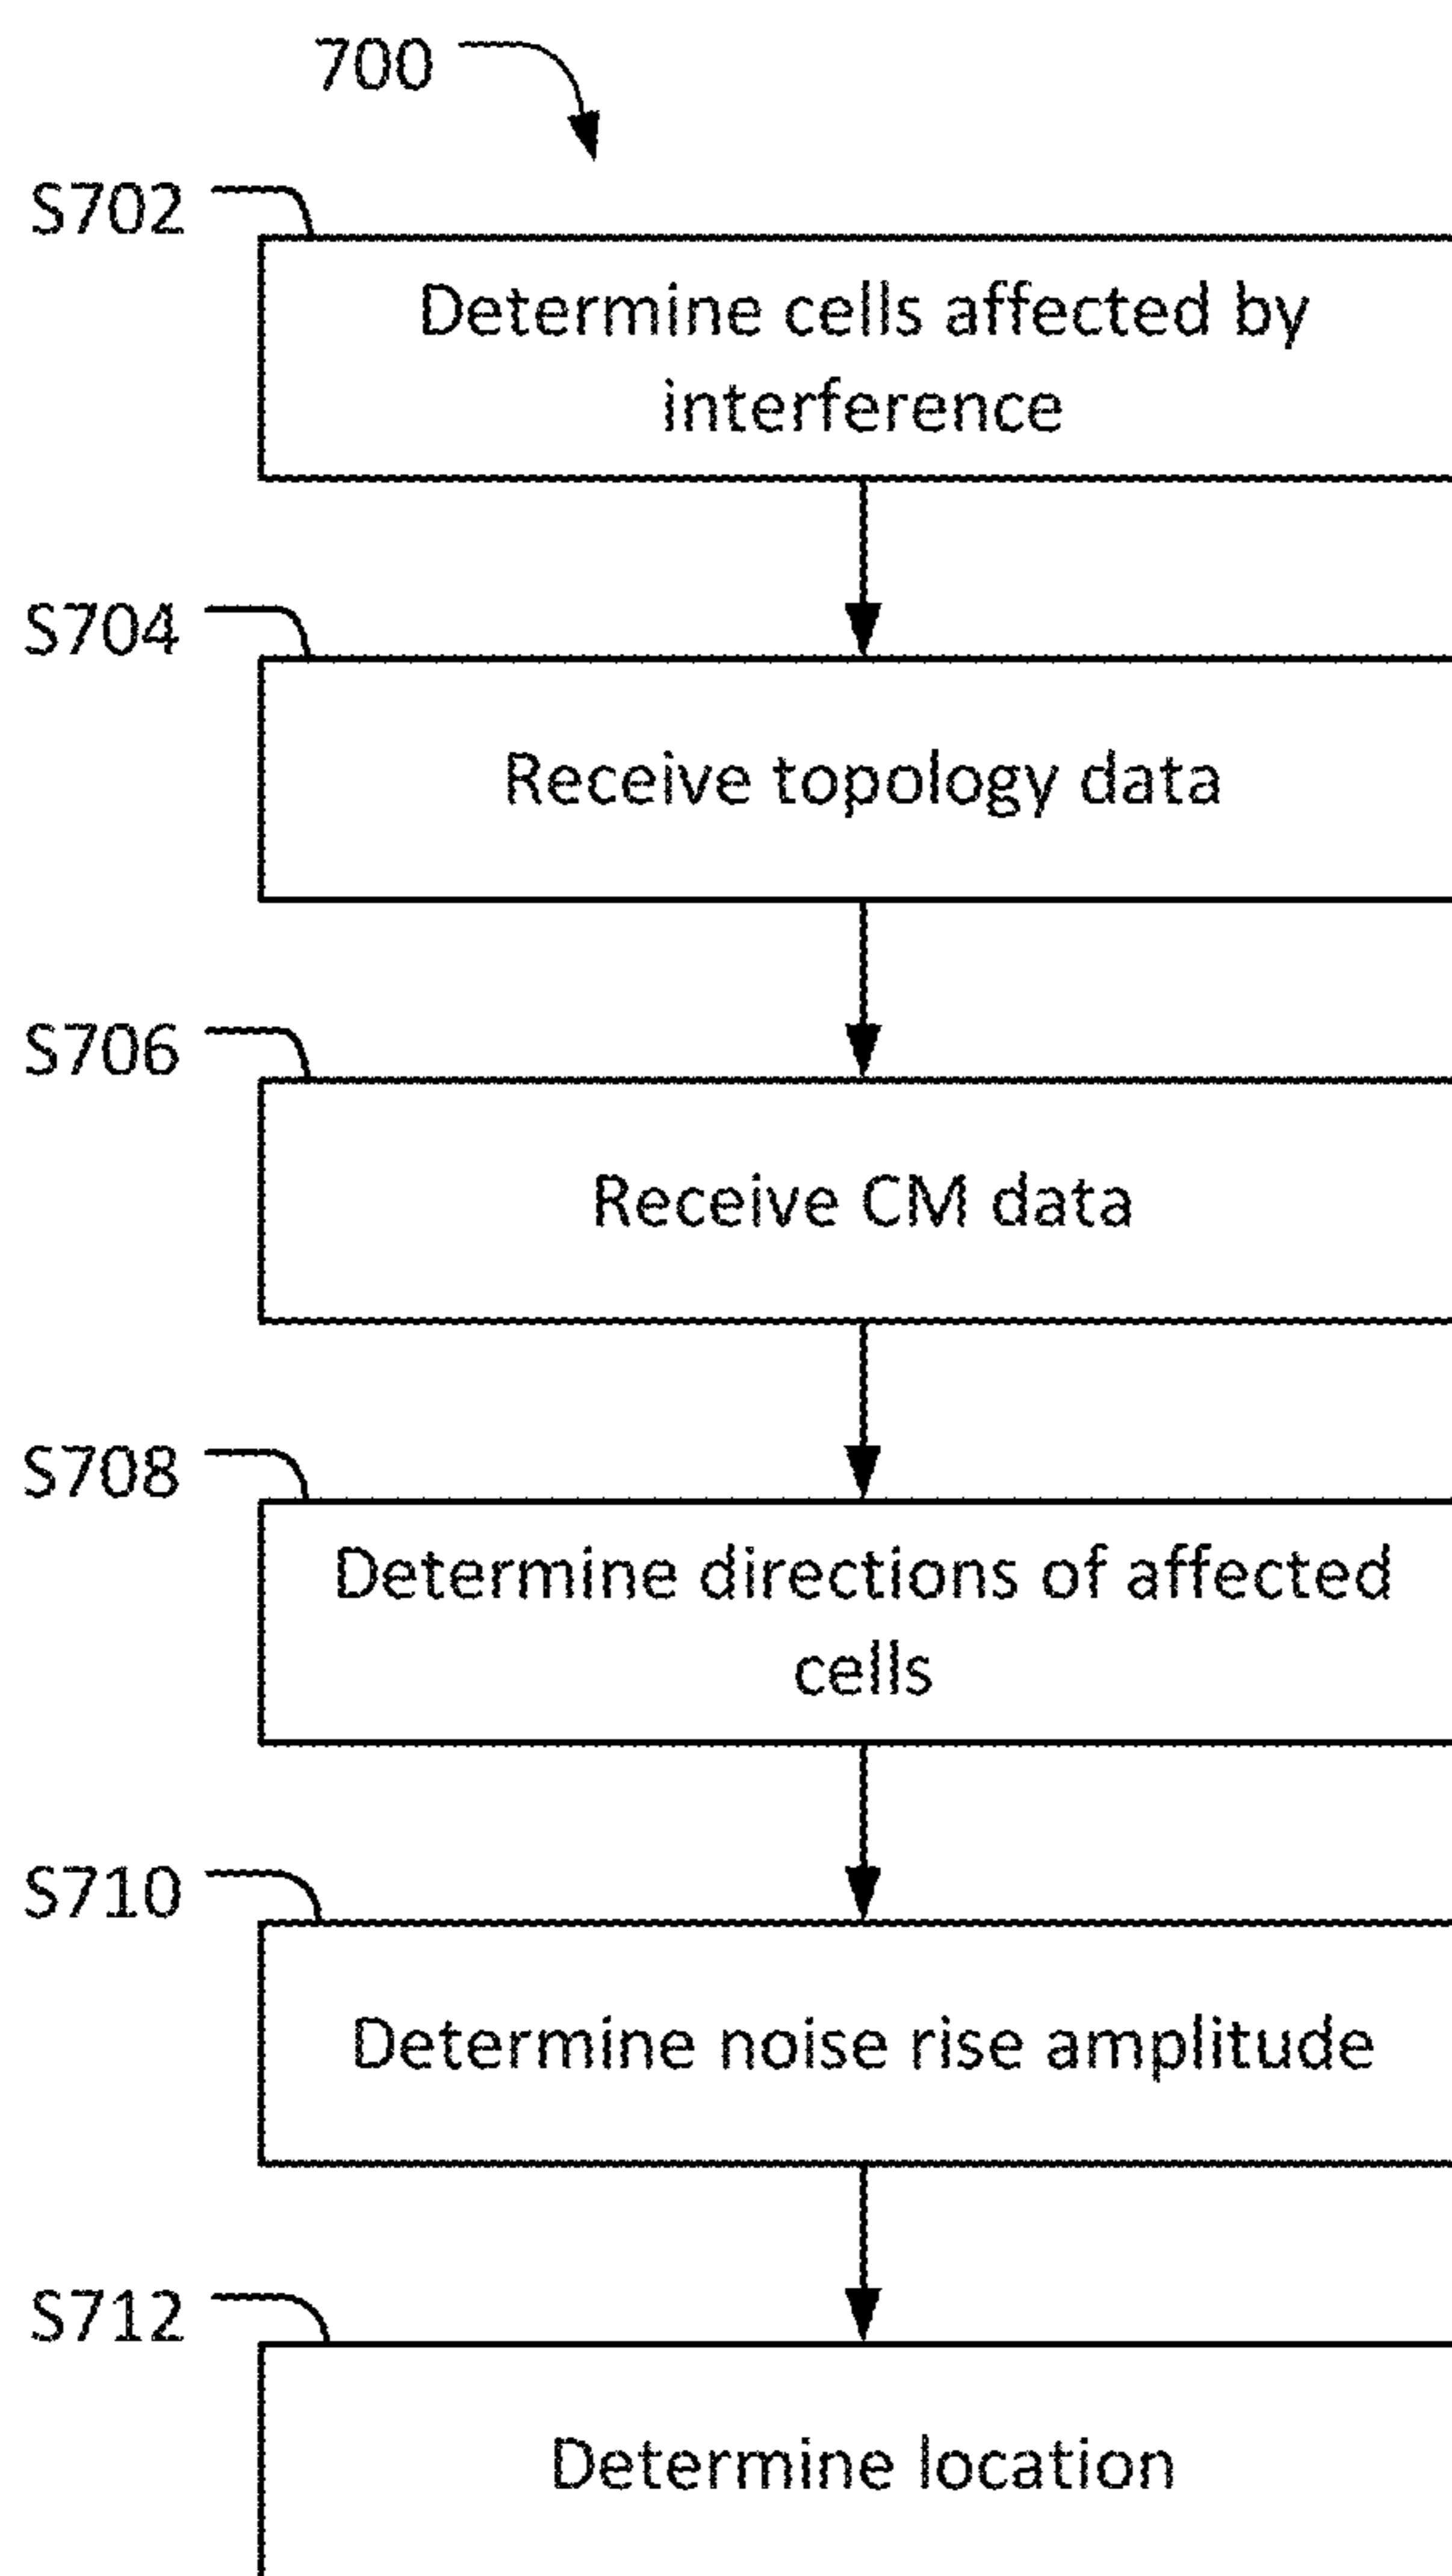 700
S702
Determine cells affected by
interference
S704
Receive topology data
S706
Receive CM data
S708
Determine directions of affected
cells
S710
Determine noise rise amplitude
S712
Determine location